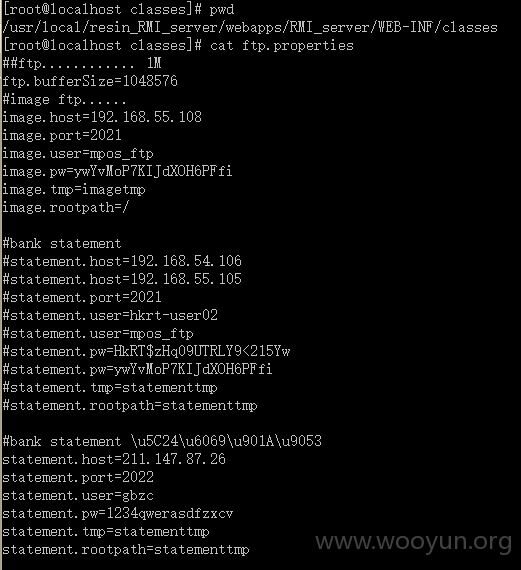 [root@localhost classes]# pwd
/usr/local/resin_RMI_server/webapps/RMI_server/WEB-INF/classes
[root@localhost classes]# cat ftp.properties
##ftp............ 1M
ftp.bufferSize=1048576
#image ftp......
image.host=192.168.55.108
image.port=2021
image.user=mpos_ftp
image.pw=ywYvMoP7KIJdXOH6PFfi
image.tmp=imagetmp
image.rootpath=/
#bank statement
#statement.host=192.168.54.106
#statement.host=192.168.55.105
#statement.port=2021
#statement.user=hkrt-user02
#statement.user=mpos_ftp
#statement.pw=HkRT$zHq09UTRLY9<215Yw
#statement.pw=ywYvMoP7KIJdXOH6PFfi
#statement.tmp=statementtmp
#statement.rootpath=statementtmp
#bank statement \u5C24\u6069\u901A\u9053
statement.host=211.147.87.26
statement.port=2022
statement.user=gbzc
statement.pw=1234qwerasdfzxcv
statement.tmp=statementtmp
statement.rootpath=statementtmp
www.wooyun.org